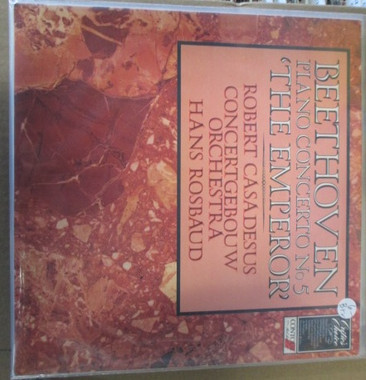 BEETHOVEN
PIANO CONCERTO No 5
'THE EMPEROR'
ROBERT CASADESUS
CONCERTGEBOUW
ORCHESTRA
HANS ROSBAUD